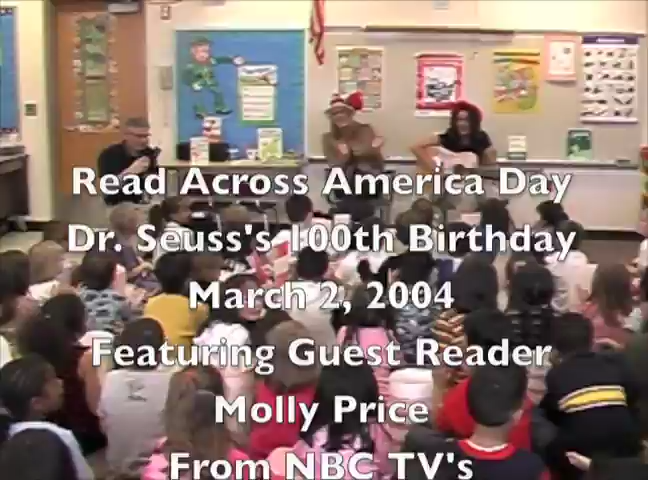 Read Across America Day
Dr. Seuss's 100th Birthday
March 2, 2004
Featuring Guest Reader
Molly Price
From NBC TV's